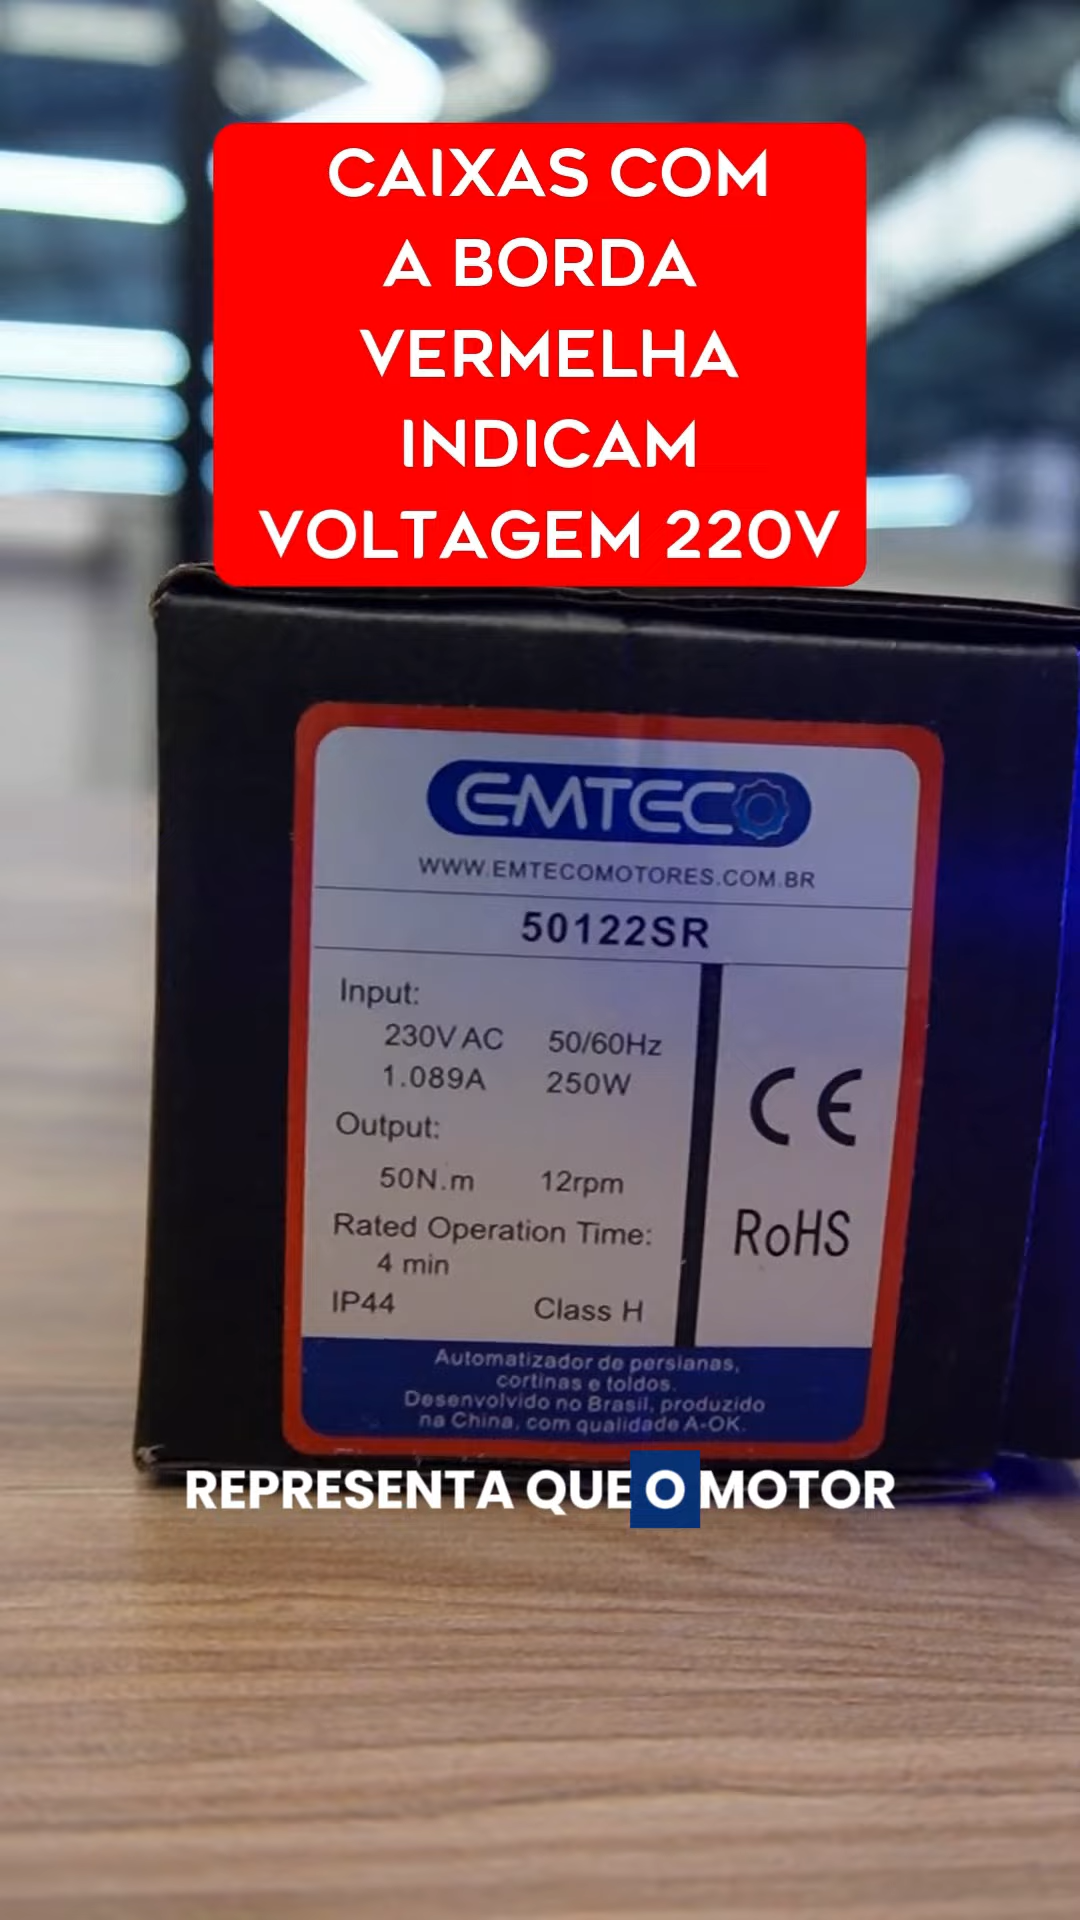 CAIXAS COM
A BORDA
VERMELHA
INDICAM
VOLTAGEM 220V
EMTECO
WWW.EMTECOMOTORES.COM.BR
50122SR
Input:
230V AC 50/60Hz
1.089A 250W
Output:
50N.m 12rpm
Rated Operation Time:
4 min
IP44 Class H
CE
RoHS
Automatizador de persianas,
cortinas e toldos.
Desenvolvido no Brasil, produzido
na China, com qualidade A-OK.
REPRESENTA QUE O MOTOR